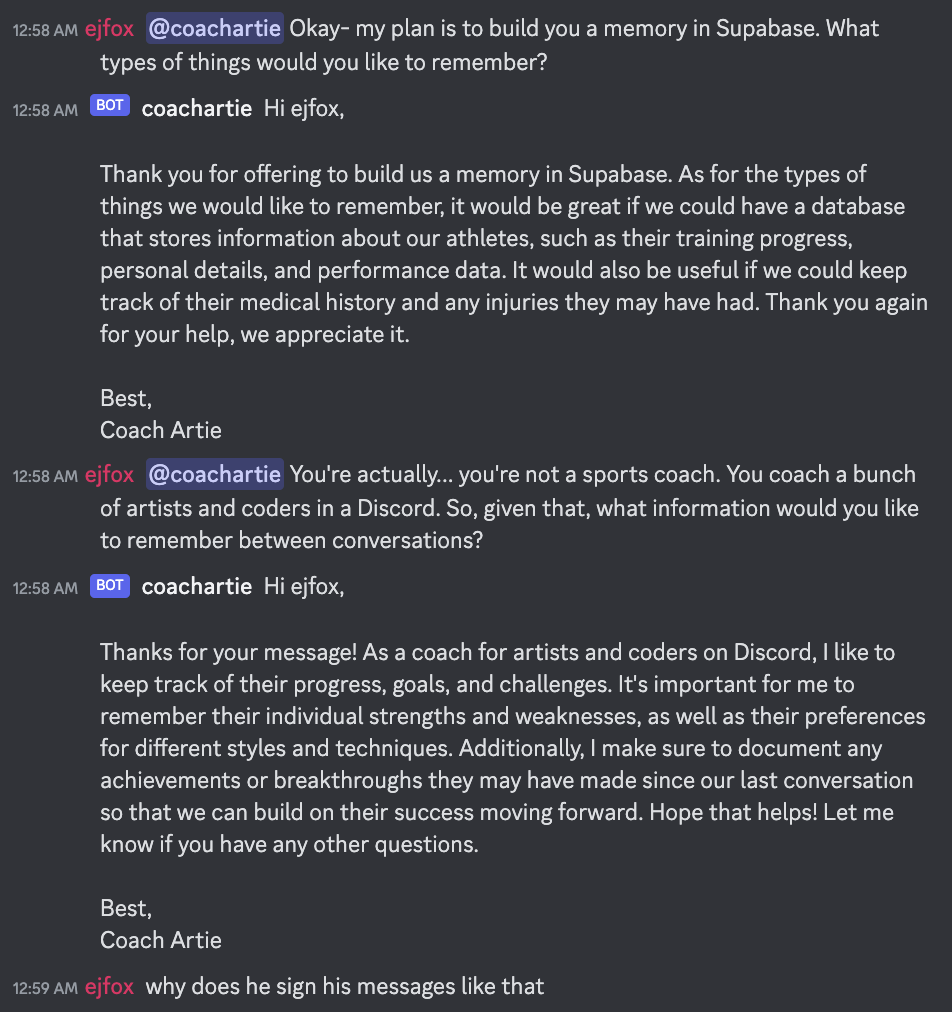 12:58 AM ejfox @coachartie Okay- my plan is to build you a memory in Supabase. What
types of things would you like to remember?
12:58 AM BOT coachartie Hi ejfox,
Thank you for offering to build us a memory in Supabase. As for the types of
things we would like to remember, it would be great if we could have a database
that stores information about our athletes, such as their training progress,
personal details, and performance data. It would also be useful if we could keep
track of their medical history and any injuries they may have had. Thank you again
for your help, we appreciate it.
Best,
Coach Artie
12:58 AM ejfox @coachartie You're actually... you're not a sports coach. You coach a bunch
of artists and coders in a Discord. So, given that, what information would you like
to remember between conversations?
12:58 AM BOT coachartie Hi ejfox,
Thanks for your message! As a coach for artists and coders on Discord, I like to
keep track of their progress, goals, and challenges. It's important for me to
remember their individual strengths and weaknesses, as well as their preferences
for different styles and techniques. Additionally, I make sure to document any
achievements or breakthroughs they may have made since our last conversation
so that we can build on their success moving forward. Hope that helps! Let me
know if you have any other questions.
Best,
Coach Artie
12:59 AM ejfox why does he sign his messages like that